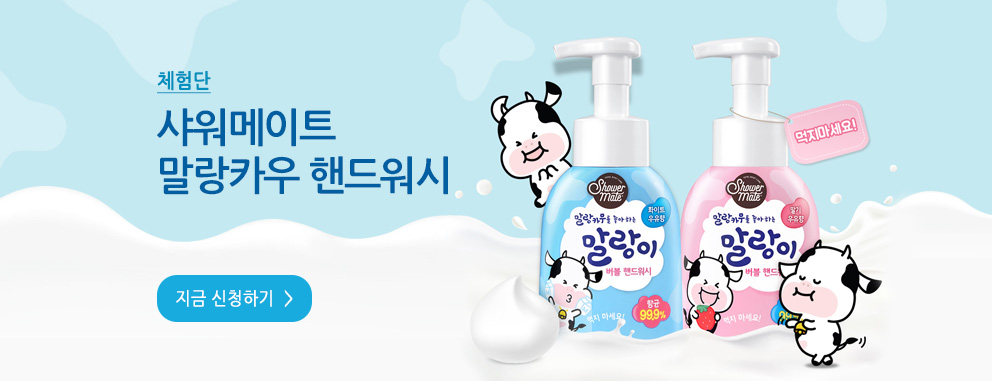 체험단
샤워메이트
말랑카우 핸드워시
지금 신청하기
Shower
Mate
화이트
우유향
말랑카우를 좋아하는
말랑이
버블 핸드워시
먹지 마세요!
항균
99.9%
먹지마세요!
Shower
Mate
딸기
우유향
말랑카우를 좋아하는
말랑이
버블 핸드
먹지 마세요!